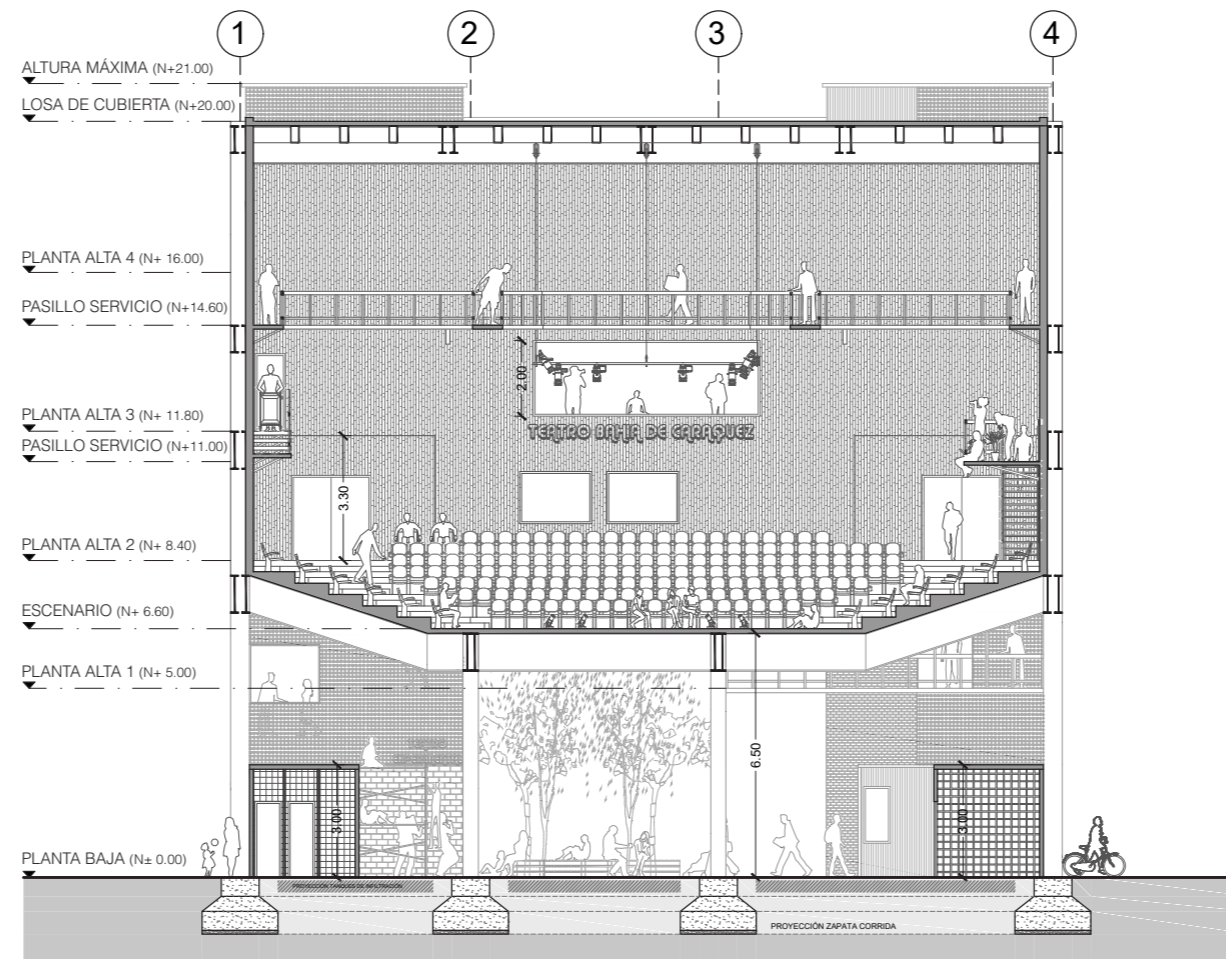 1
2
3
4
ALTURA MÁXIMA (N+21.00)
LOSA DE CUBIERTA (N+20.00)
PLANTA ALTA 4 (N+ 16.00)
PASILLO SERVICIO (N+14.60)
2.00
PLANTA ALTA 3 (N+ 11.80)
TEATRO BAHIA DE CARAQUEZ
PASILLO SERVICIO (N+11.00)
3.30
PLANTA ALTA 2 (N+ 8.40)
ESCENARIO (N+ 6.60)
PLANTA ALTA 1 (N+ 5.00)
6.50
3.00
3.00
PLANTA BAJA (N± 0.00)
PROYECCIÓN TANQUES DE INFILTRACIÓN
PROYECCIÓN ZAPATA CORRIDA